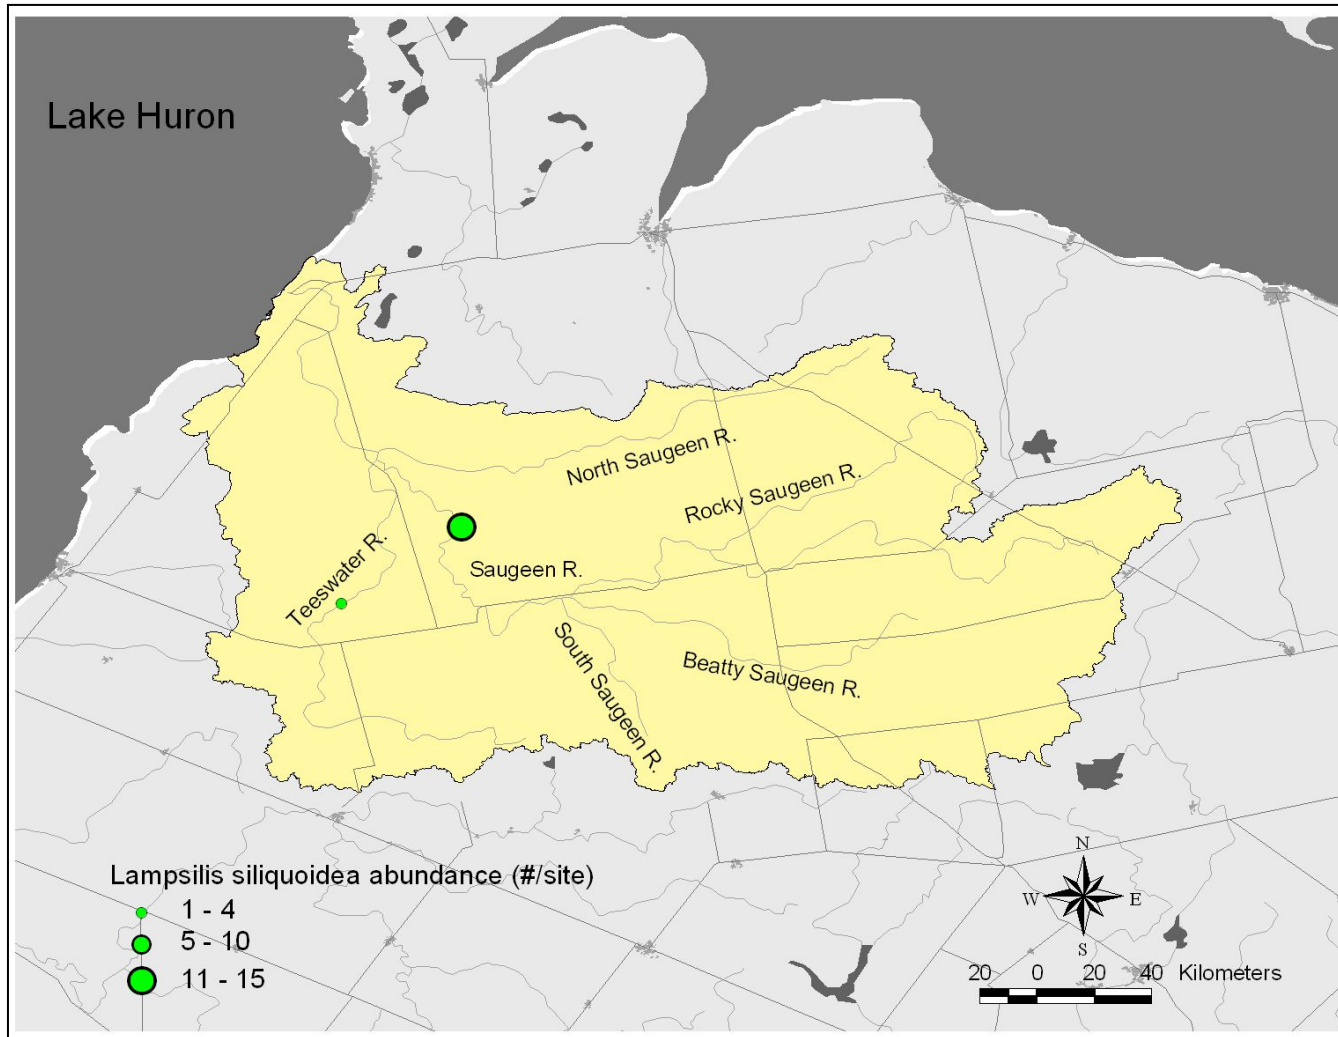 Lake Huron
North Saugeen R.
Rocky Saugeen R.
Teeswater R.
Saugeen R.
South Saugeen R.
Beatty Saugeen R.
Lampsilis siliquoidea abundance (#/site)
1 - 4
5 - 10
11 - 15
N
W E
S
20 0 20 40 Kilometers